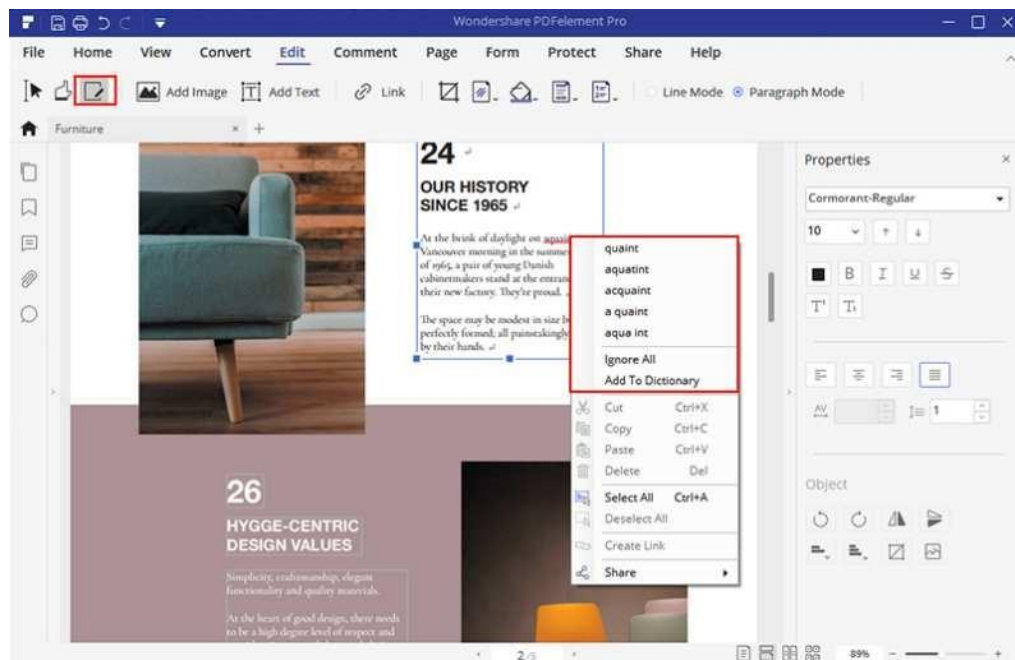 Wondershare PDFelement Pro
File Home View Convert Edit Comment Page Form Protect Share Help
Add Image Add Text Link Line Mode Paragraph Mode
Furniture
24
OUR HISTORY
SINCE 1965
At the brink of daylight on
Vancouver morning in the summer
of 1965, a pair of young Danish
cabinetmakers stand at the
their new factory. They're proud.
The space may be modest in size
perfectly formed; all painstakingly
by their hands.
quaint
aquatint
acquaint
a quaint
aqua int
Ignore All
Add To Dictionary
Cut Ctrl+X
Copy Ctrl+C
Paste Ctrl+V
Delete Del
Select All Ctrl+A
Deselect All
Create Link
Share
26
HYGGE-CENTRIC
DESIGN VALUES
Simplicity, craftsmanship, elegant
functionality and quality materials.
At the heart of good design, there needs
to be a high degree level of respect and
Properties
Cormorant-Regular
10
B I U S
AV 1
Object
2/5
89%